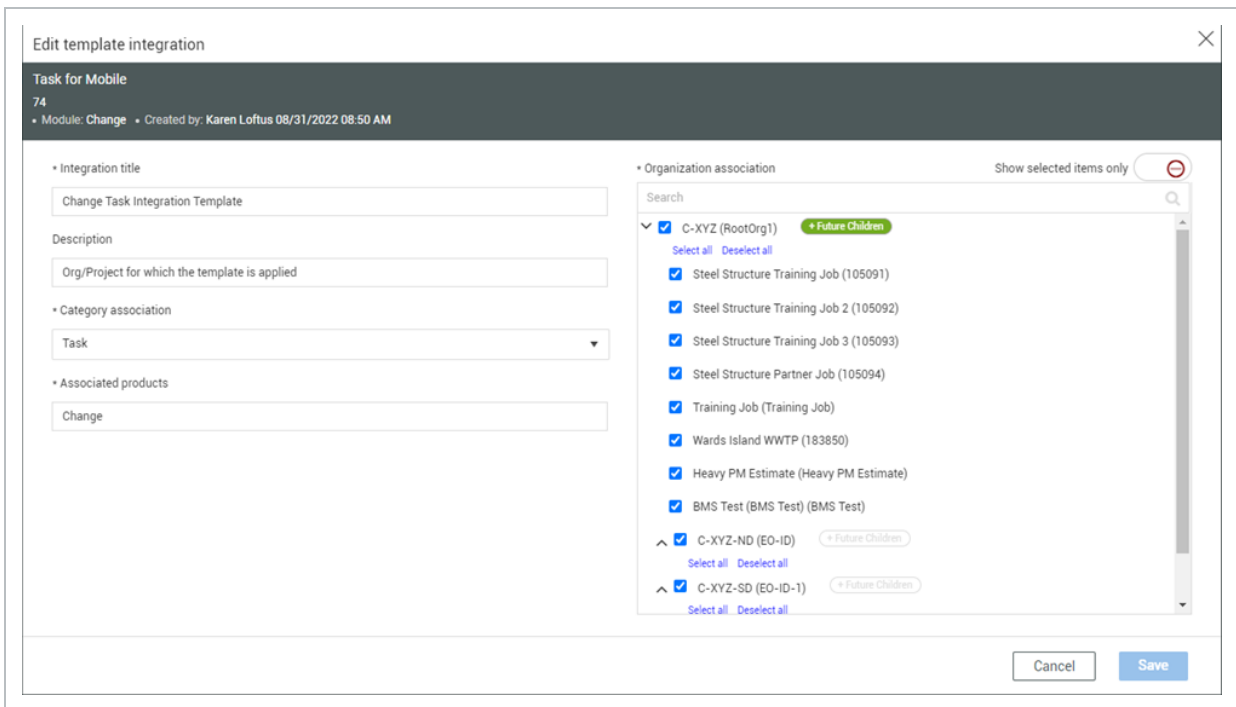 Edit template integration
Task for Mobile
74
• Module: Change • Created by: Karen Loftus 08/31/2022 08:50 AM
• Integration title
Change Task Integration Template
Description
Org/Project for which the template is applied
• Category association
Task
• Associated products
Change
• Organization association
Show selected items only
Search
C-XYZ (RootOrg1) + Future Children
Select all Deselect all
Steel Structure Training Job (105091)
Steel Structure Training Job 2 (105092)
Steel Structure Training Job 3 (105093)
Steel Structure Partner Job (105094)
Training Job (Training Job)
Wards Island WWTP (183850)
Heavy PM Estimate (Heavy PM Estimate)
BMS Test (BMS Test) (BMS Test)
C-XYZ-ND (EO-ID) + Future Children
Select all Deselect all
C-XYZ-SD (EO-ID-1) + Future Children
Select all Deselect all
Cancel
Save